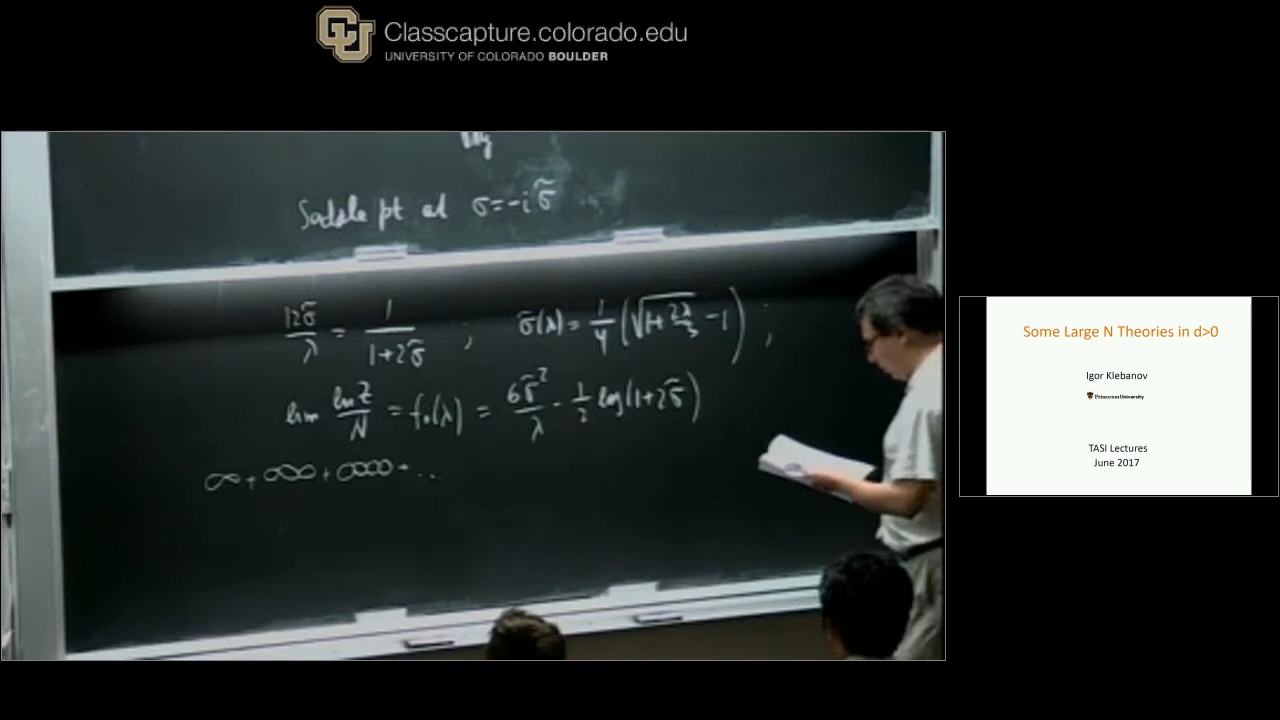 Classcapture.colorado.edu
UNIVERSITY OF COLORADO BOULDER
Saddle pt at σ=-i σ̃
12σ̃/λ = 1/(1+2σ̃) ; σ̃(λ) = 1/4 (√(1+2λ/3) -1) ;
lim ln Z/N = f₀(λ) = 6σ̃²/λ - 1/2 log(1+2σ̃)
+ + + ...
Some Large N Theories in d>0
Igor Klebanov
Princeton University
TASI Lectures
June 2017